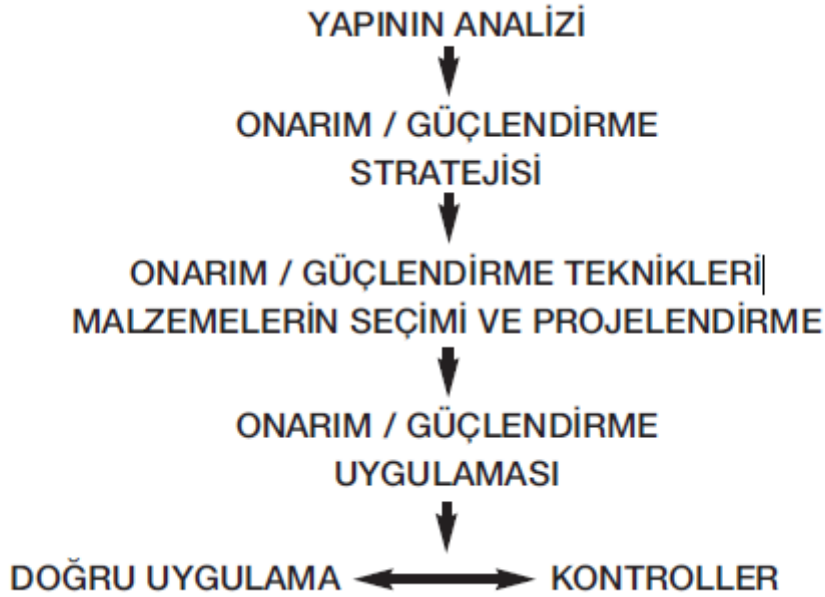 YAPININ ANALİZİ
ONARIM / GÜÇLENDİRME
STRATEJİSİ
ONARIM / GÜÇLENDİRME TEKNİKLERİ
MALZEMELERİN SEÇİMİ VE PROJELENDİRME
ONARIM / GÜÇLENDİRME
UYGULAMASI
DOĞRU UYGULAMA KONTROLLER